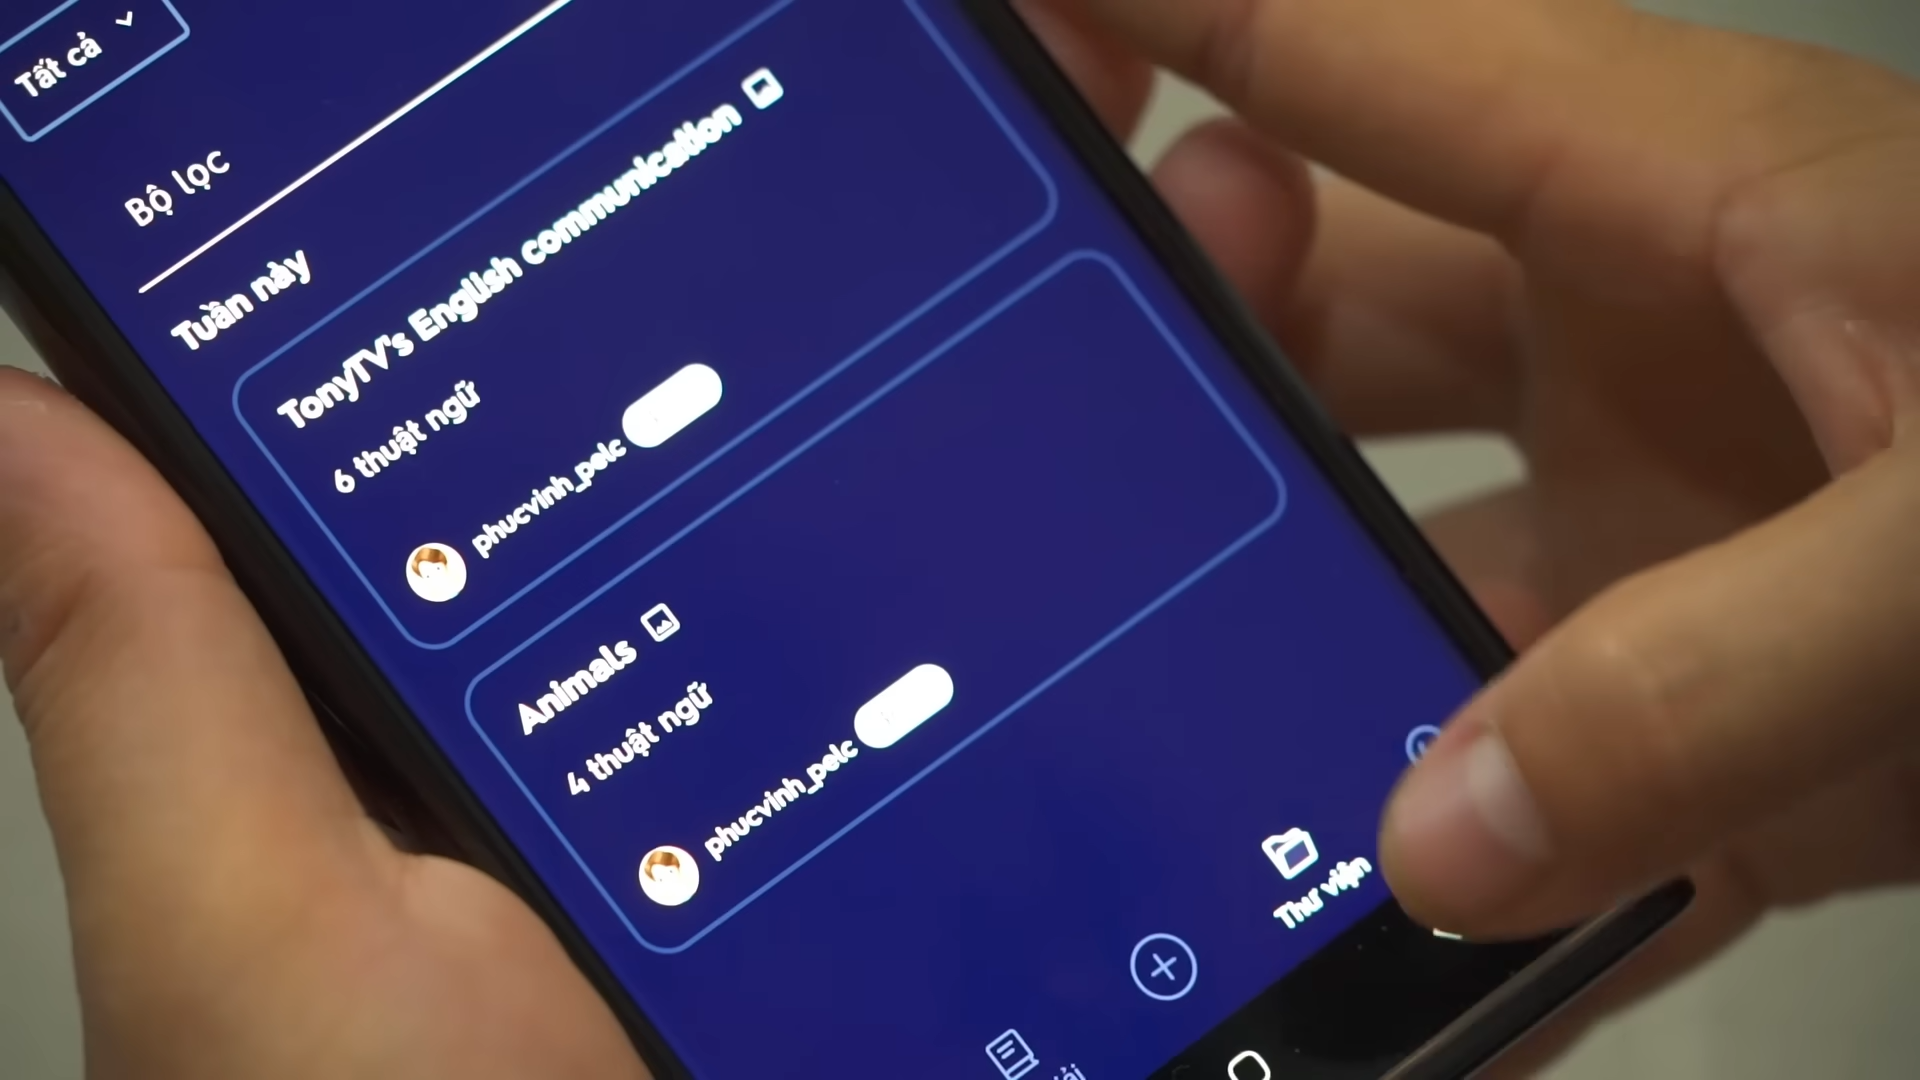 Tất cả
Bộ lọc
Tuần này
TonyTV's English communication
6 thuật ngữ
phucvinh_pelc
Animals
4 thuật ngữ
phucvinh_pelc
Thư viện